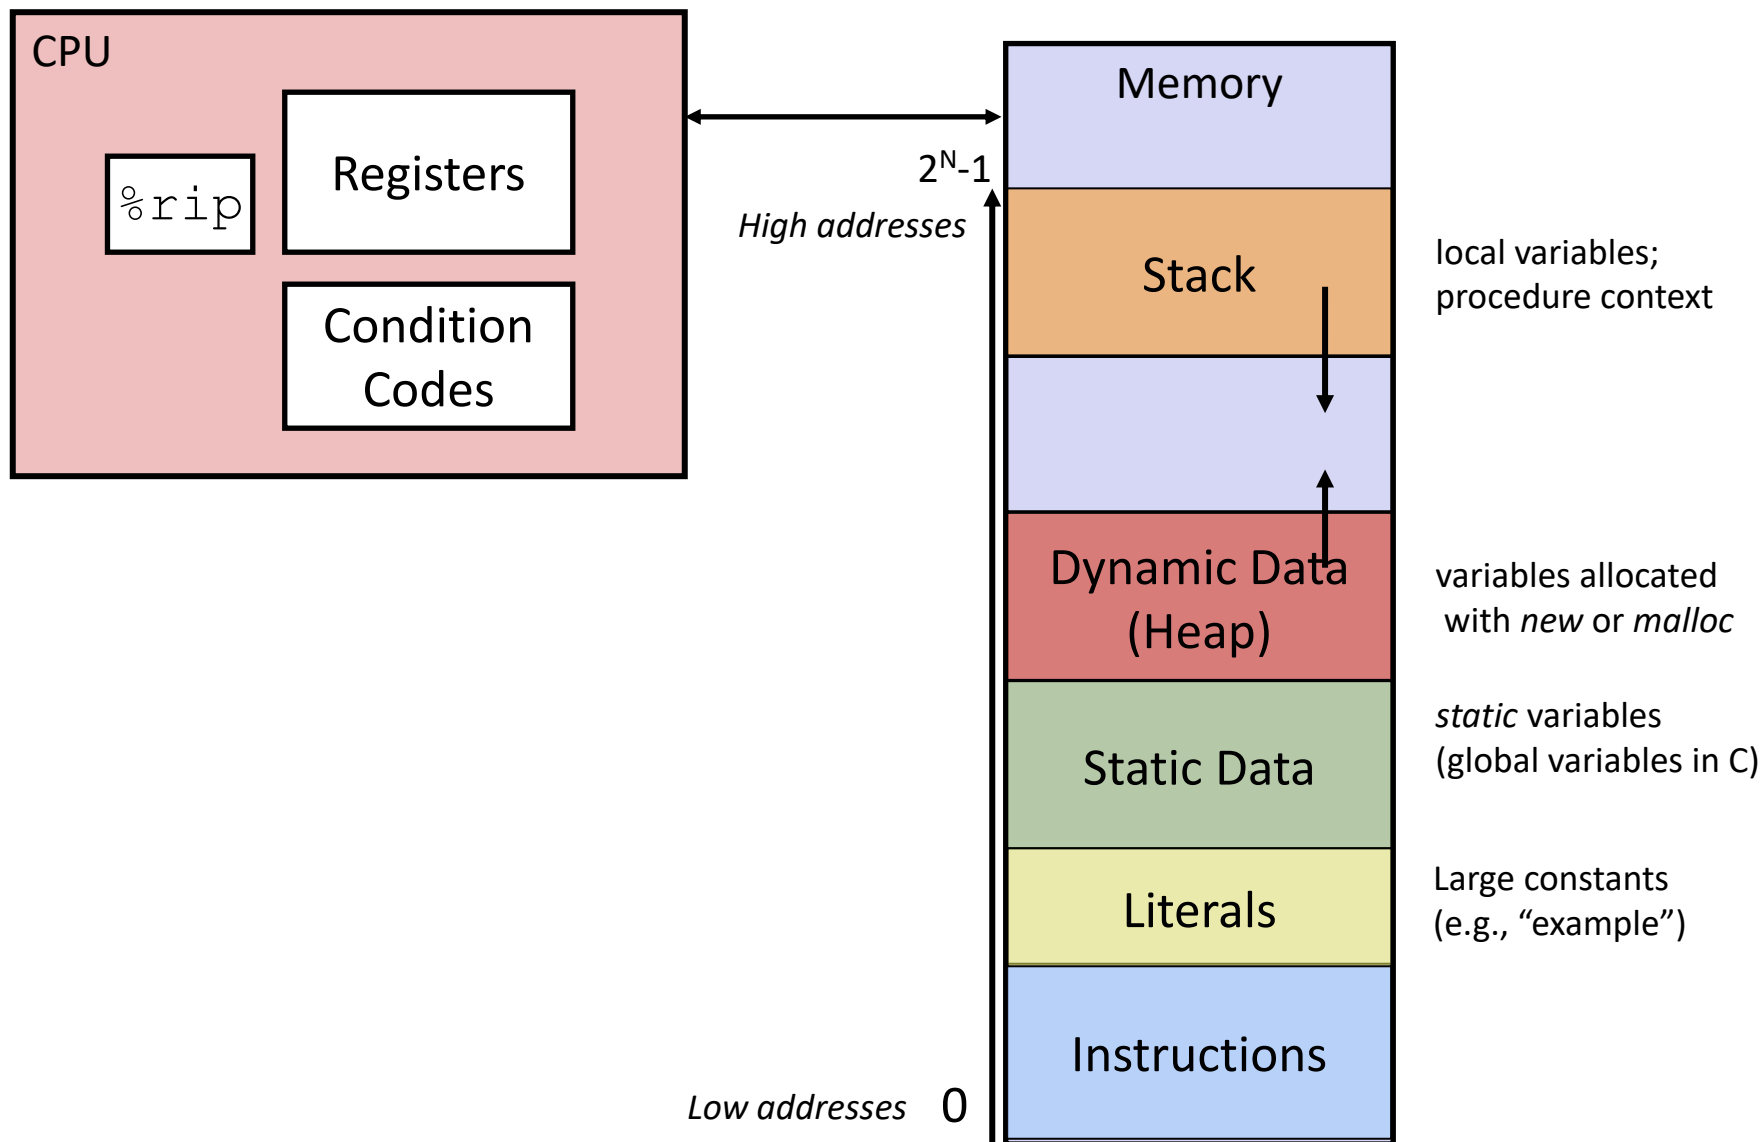 CPU
%rip
Registers
Condition
Codes
Memory
2ᴺ-1
High addresses
Stack
local variables;
procedure context
Dynamic Data
(Heap)
variables allocated
with new or malloc
Static Data
static variables
(global variables in C)
Literals
Large constants
(e.g., “example”)
Instructions
Low addresses 0